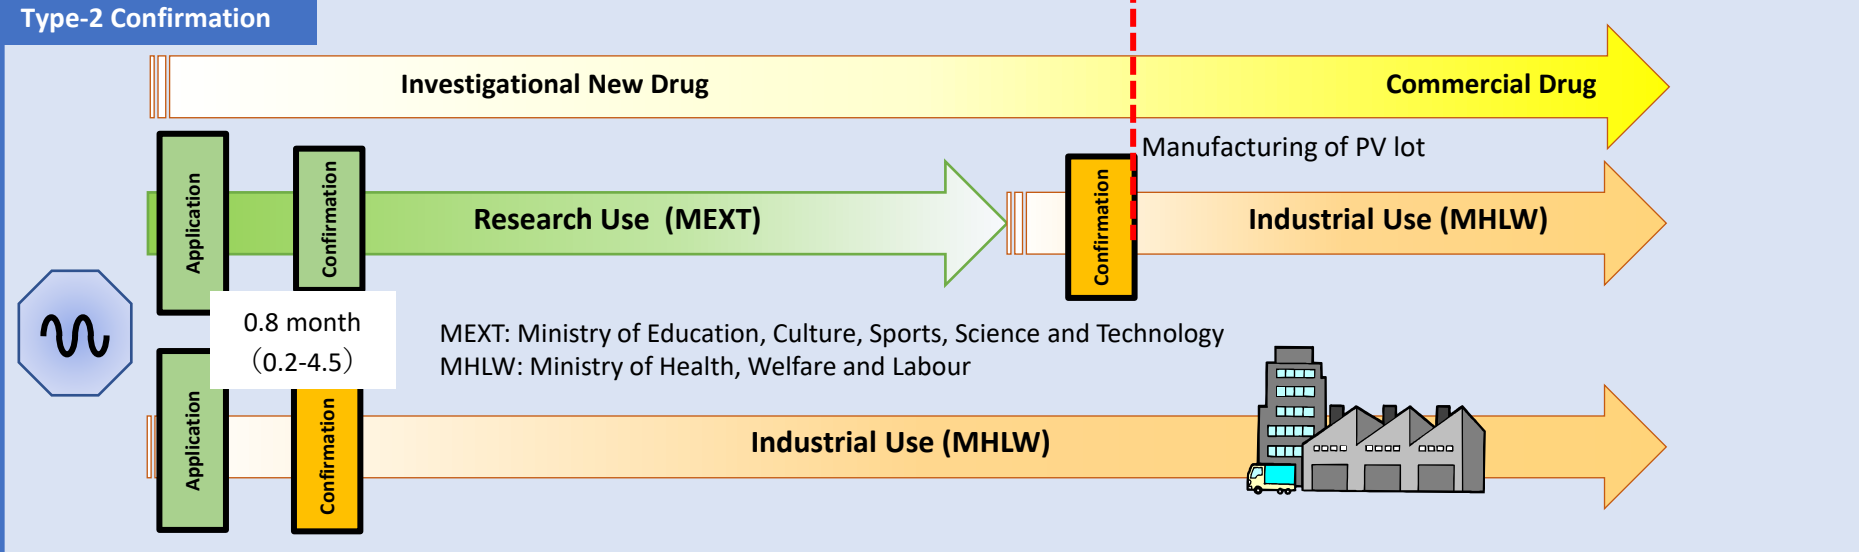 Type-2 Confirmation
Investigational New Drug
Commercial Drug
Manufacturing of PV lot
Application
Confirmation
Research Use (MEXT)
Confirmation
Industrial Use (MHLW)
0.8 month
（0.2-4.5）
MEXT: Ministry of Education, Culture, Sports, Science and Technology
MHLW: Ministry of Health, Welfare and Labour
Application
Confirmation
Industrial Use (MHLW)